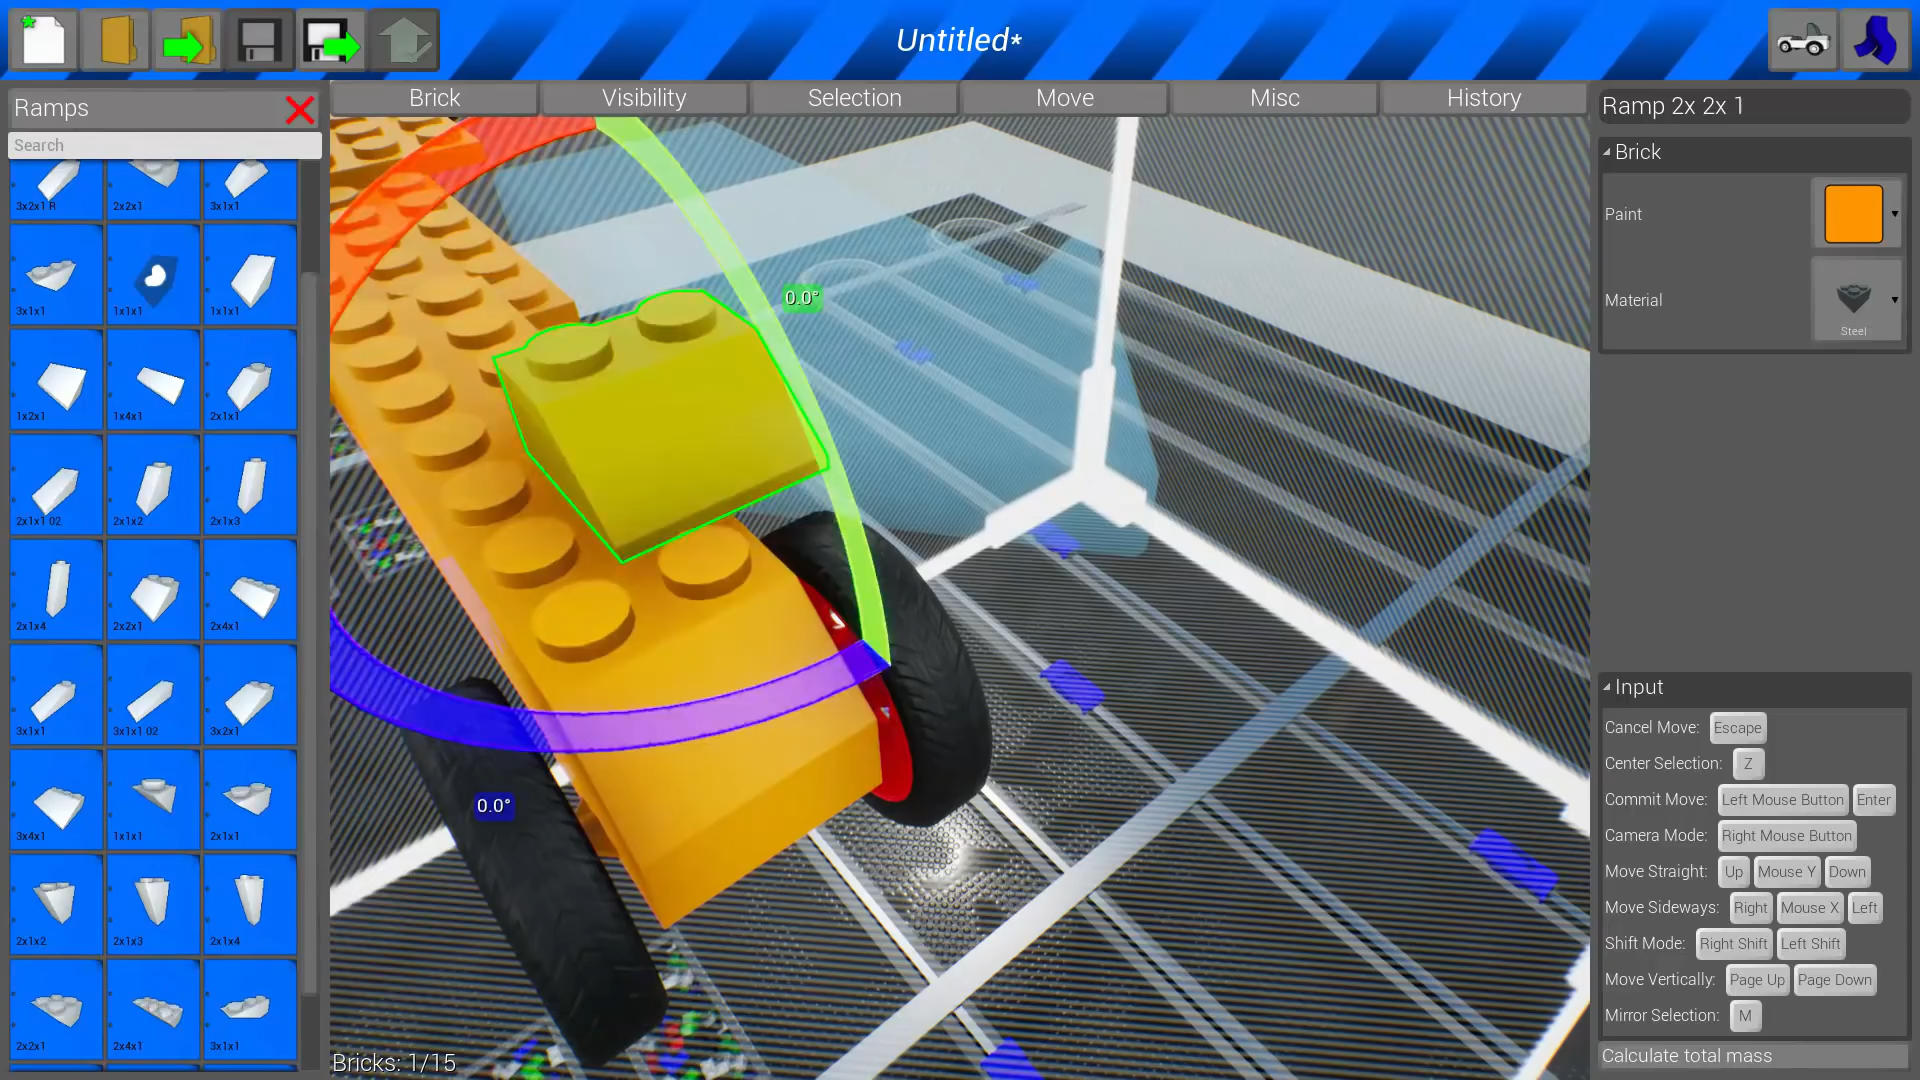 Untitled*
Ramps
Search
3x2x1 R
2x2x1
3x1x1
3x1x1
1x1x1
1x1x1
1x2x1
1x4x1
2x1x1
2x1x1 02
2x1x2
2x1x3
2x1x4
2x2x1
2x4x1
3x1x1
3x1x1 02
3x2x1
3x4x1
1x1x1
2x1x1
2x1x2
2x1x3
2x1x4
2x2x1
2x4x1
3x1x1
Brick
Visibility
Selection
Move
Misc
History
0.0°
0.0°
Bricks: 1/15
Ramp 2x 2x 1
Brick
Paint
Material
Steel
Input
Cancel Move: Escape
Center Selection: Z
Commit Move: Left Mouse Button Enter
Camera Mode: Right Mouse Button
Move Straight: Up Mouse Y Down
Move Sideways: Right Mouse X Left
Shift Mode: Right Shift Left Shift
Move Vertically: Page Up Page Down
Mirror Selection: M
Calculate total mass